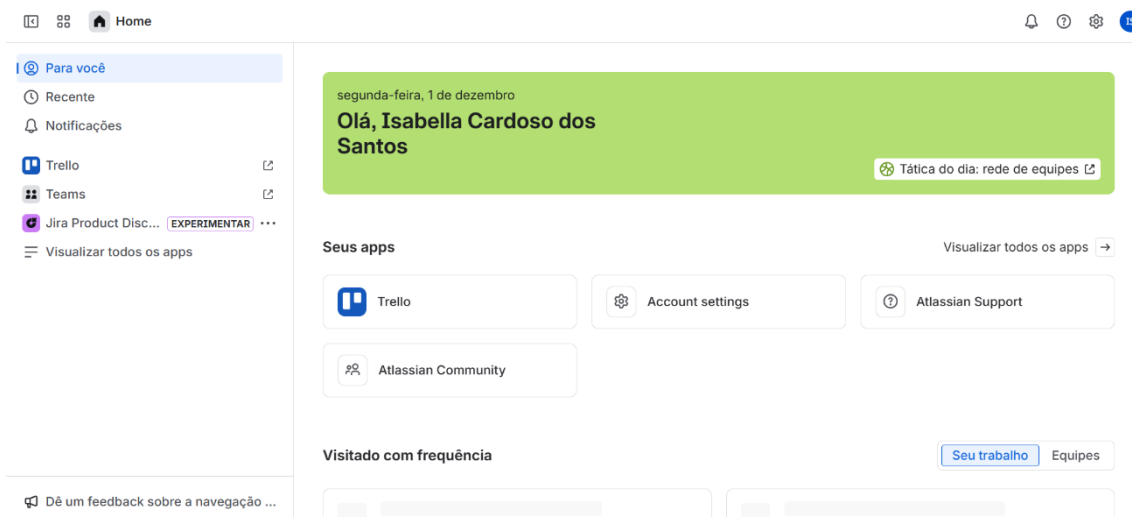 Home
IS
Para você
Recente
Notificações
Trello
Teams
Jira Product Disc... EXPERIMENTAR
Visualizar todos os apps
Dê um feedback sobre a navegação ...
segunda-feira, 1 de dezembro
Olá, Isabella Cardoso dos
Santos
Tática do dia: rede de equipes
Seus apps
Visualizar todos os apps
Trello
Account settings
Atlassian Support
Atlassian Community
Visitado com frequência
Seu trabalho
Equipes